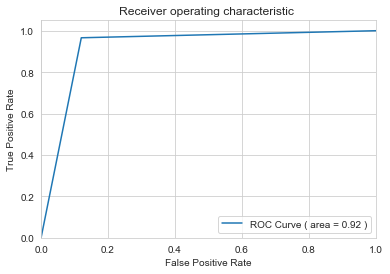 Receiver operating characteristic
True Positive Rate
1.0
0.8
0.6
0.4
0.2
0.0
ROC Curve ( area = 0.92 )
0.0 0.2 0.4 0.6 0.8 1.0
False Positive Rate